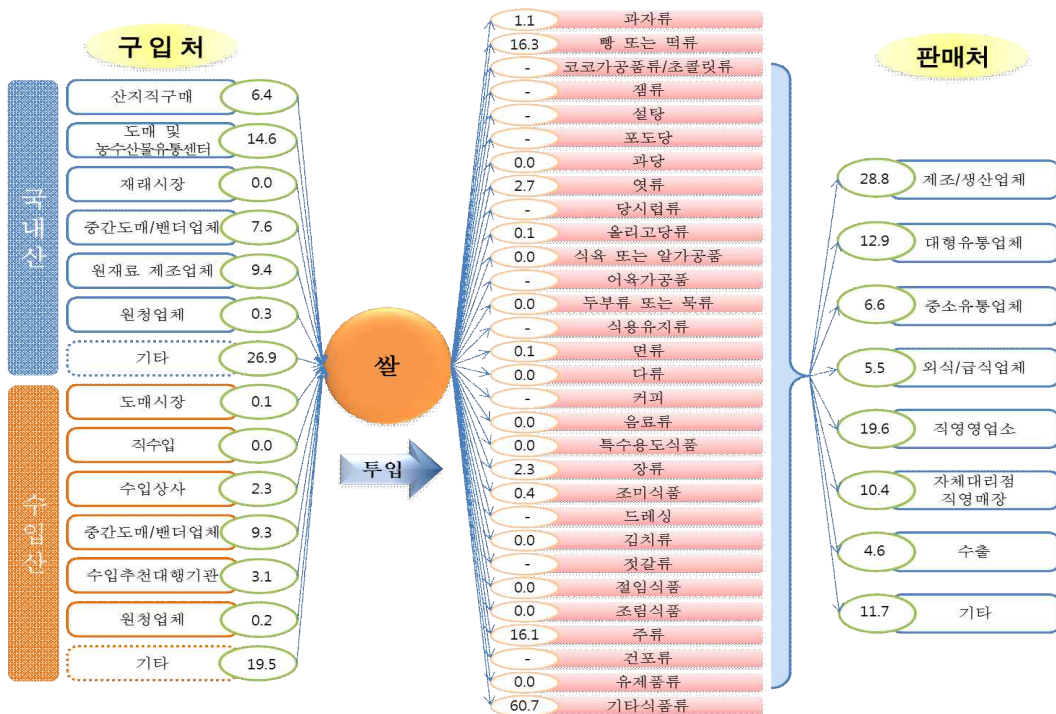 구입처
국내산
산지직구매 6.4
도매 및
농수산물유통센터 14.6
재래시장 0.0
중간도매/밴더업체 7.6
원재료 제조업체 9.4
원청업체 0.3
기타 26.9
수입산
도매시장 0.1
직수입 0.0
수입상사 2.3
중간도매/밴더업체 9.3
수입추천대행기관 3.1
원청업체 0.2
기타 19.5
쌀
투입
1.1 과자류
16.3 빵 또는 떡류
- 코코가공품류/초콜릿류
- 잼류
- 설탕
- 포도당
0.0 과당
2.7 엿류
- 당시럽류
0.1 올리고당류
0.0 식육 또는 알가공품
- 어육가공품
0.0 두부류 또는 묵류
- 식용유지류
0.1 면류
0.0 다류
- 커피
0.0 음료류
0.0 특수용도식품
2.3 장류
0.4 조미식품
- 드레싱
0.0 김치류
- 젓갈류
0.0 절임식품
0.0 조림식품
16.1 주류
- 건포류
0.0 유제품류
60.7 기타식품류
판매처
28.8 제조/생산업체
12.9 대형유통업체
6.6 중소유통업체
5.5 외식/급식업체
19.6 직영영업소
10.4 자체대리점
직영매장
4.6 수출
11.7 기타